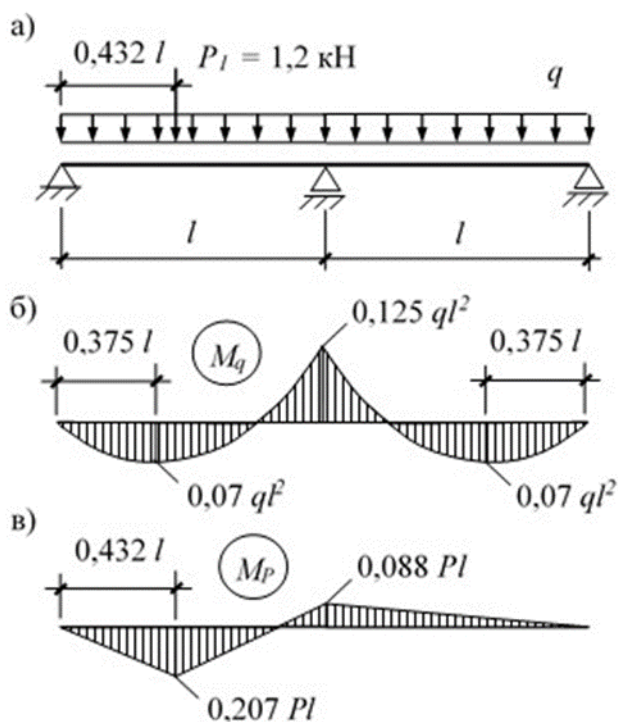 а)
0,432 l P1 = 1,2 кН
q
l l
б)
0,125 ql²
0,375 l Mq 0,375 l
0,07 ql² 0,07 ql²
в)
0,432 l MP 0,088 Pl
0,207 Pl